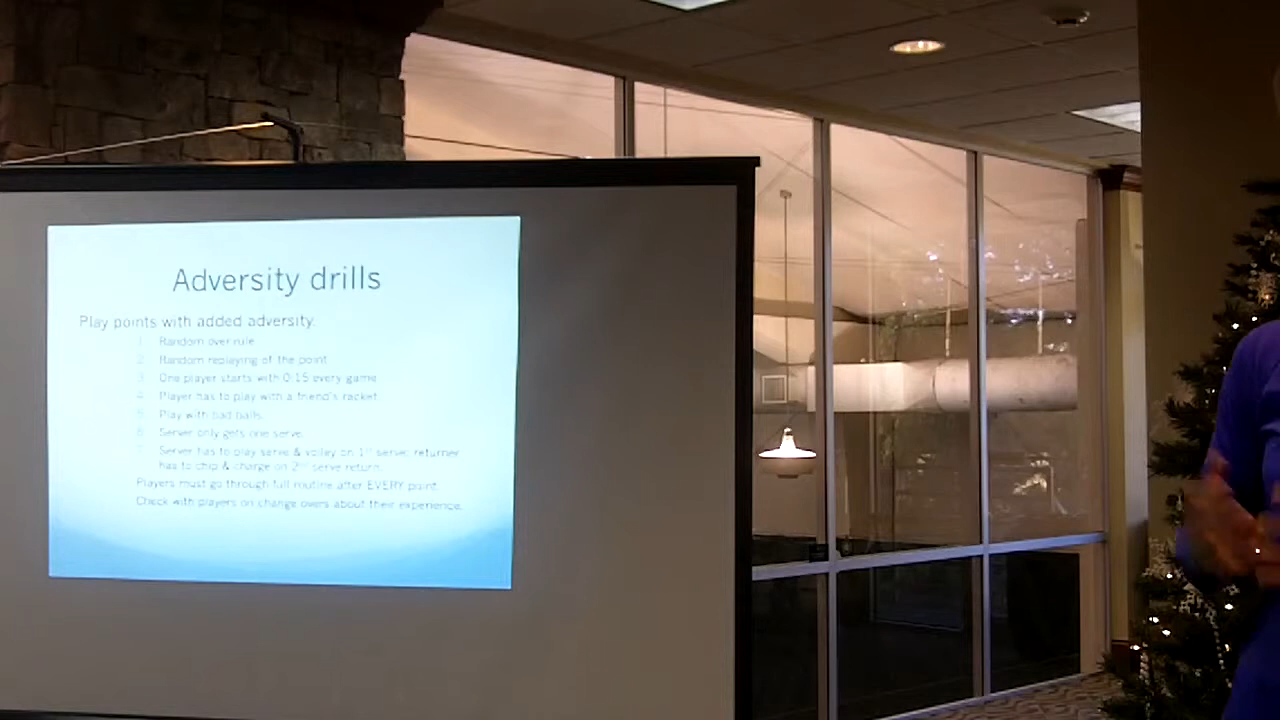 Adversity drills
Play points with added adversity.
1. Random over rule
2. Random replaying of the point
3. One player starts with 0:15 every game
4. Player has to play with a friend's racket
5. Play with bad balls.
6. Server only gets one serve
7. Server has to play serve & volley on 1st serve; returner
has to chip & charge on 2nd serve return.
Players must go through full routine after EVERY point.
Check with players on change overs about their experience.